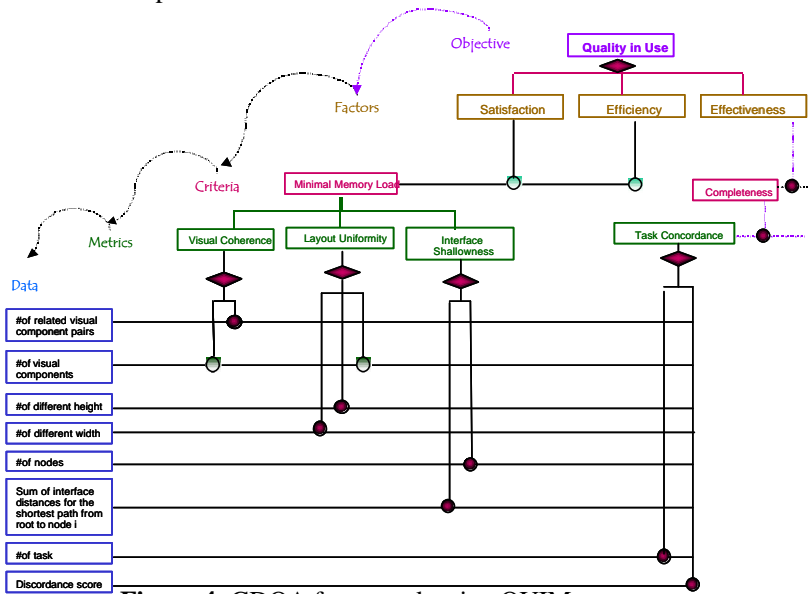 Objective
Quality in Use
Factors
Satisfaction
Efficiency
Effectiveness
Criteria
Minimal Memory Load
Completeness
Metrics
Visual Coherence
Layout Uniformity
Interface
Shallowness
Task Concordance
Data
#of related visual
component pairs
#of visual
components
#of different height
#of different width
#of nodes
Sum of interface
distances for the
shortest path from
root to node i
#of task
Discordance score